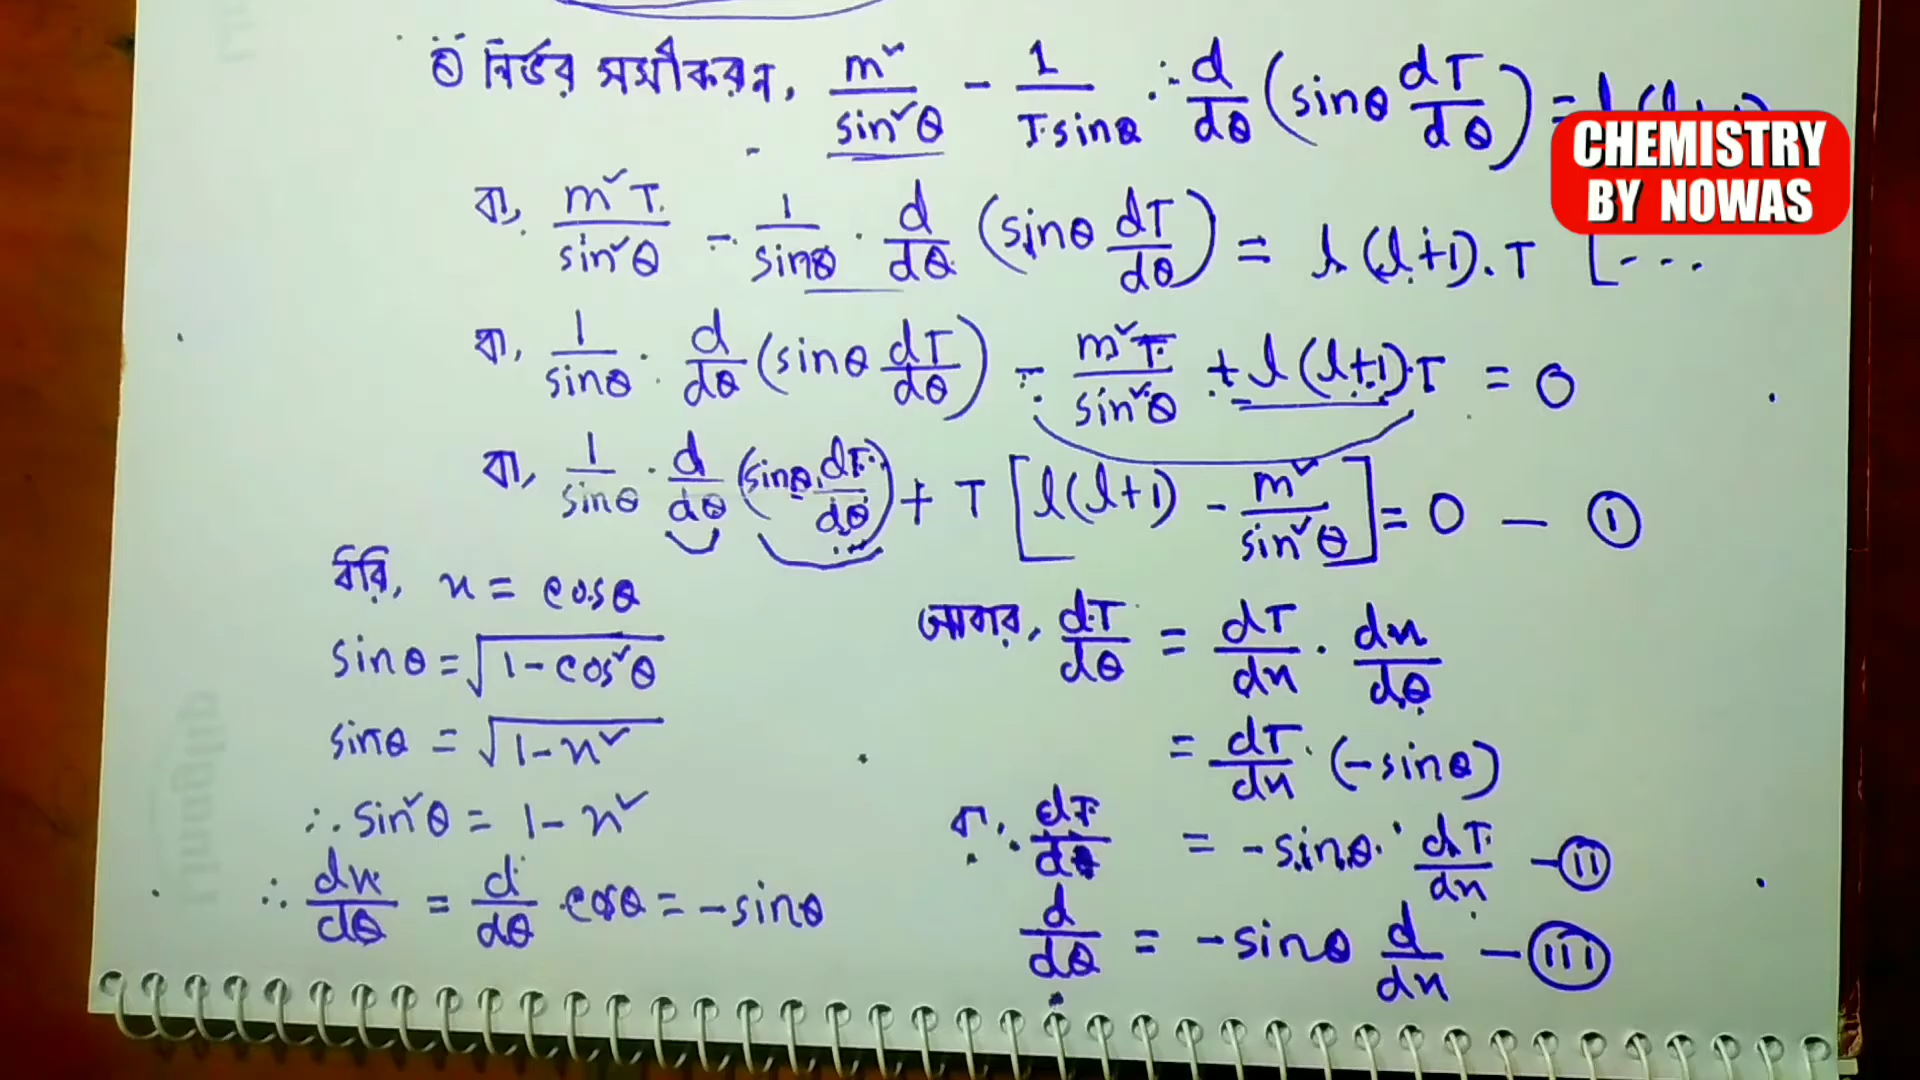 θ নির্ভর সমীকরণ, m²/sin²θ - 1/T.sinθ · d/dθ (sinθ dT/dθ) = l(l+1)
CHEMISTRY
BY NOWAS
বা, m²T/sin²θ - 1/sinθ · d/dθ (sinθ dT/dθ) = l(l+1).T [---
বা, 1/sinθ · d/dθ (sinθ dT/dθ) - m²T/sin²θ + l(l+1).T = 0
বা, 1/sinθ · d/dθ (sinθ. dT/dθ) + T [l(l+1) - m²/sin²θ] = 0 — (1)
ধরি, x = cosθ
sinθ = √(1-cos²θ)
sinθ = √(1-x²)
∴ sin²θ = 1-x²
∴ dx/dθ = d/dθ .cosθ = -sinθ
আবার, dT/dθ = dT/dx · dx/dθ
= dT/dx · (-sinθ)
বা, dT/dθ = -sinθ · dT/dx — (II)
d/dθ = -sinθ d/dx — (III)